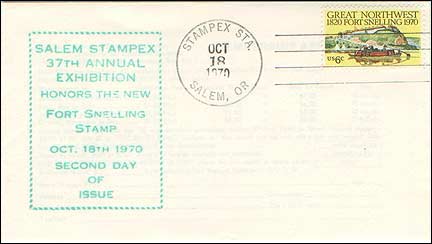 SALEM STAMPEX
37TH ANNUAL
EXHIBITION
HONORS THE NEW
FORT SNELLING
STAMP
OCT. 18TH 1970
SECOND DAY
OF
ISSUE
STAMPEX STA.
OCT
18
1970
SALEM, OR
GREAT NORTHWEST
1820 FORT SNELLING 1970
US 6c